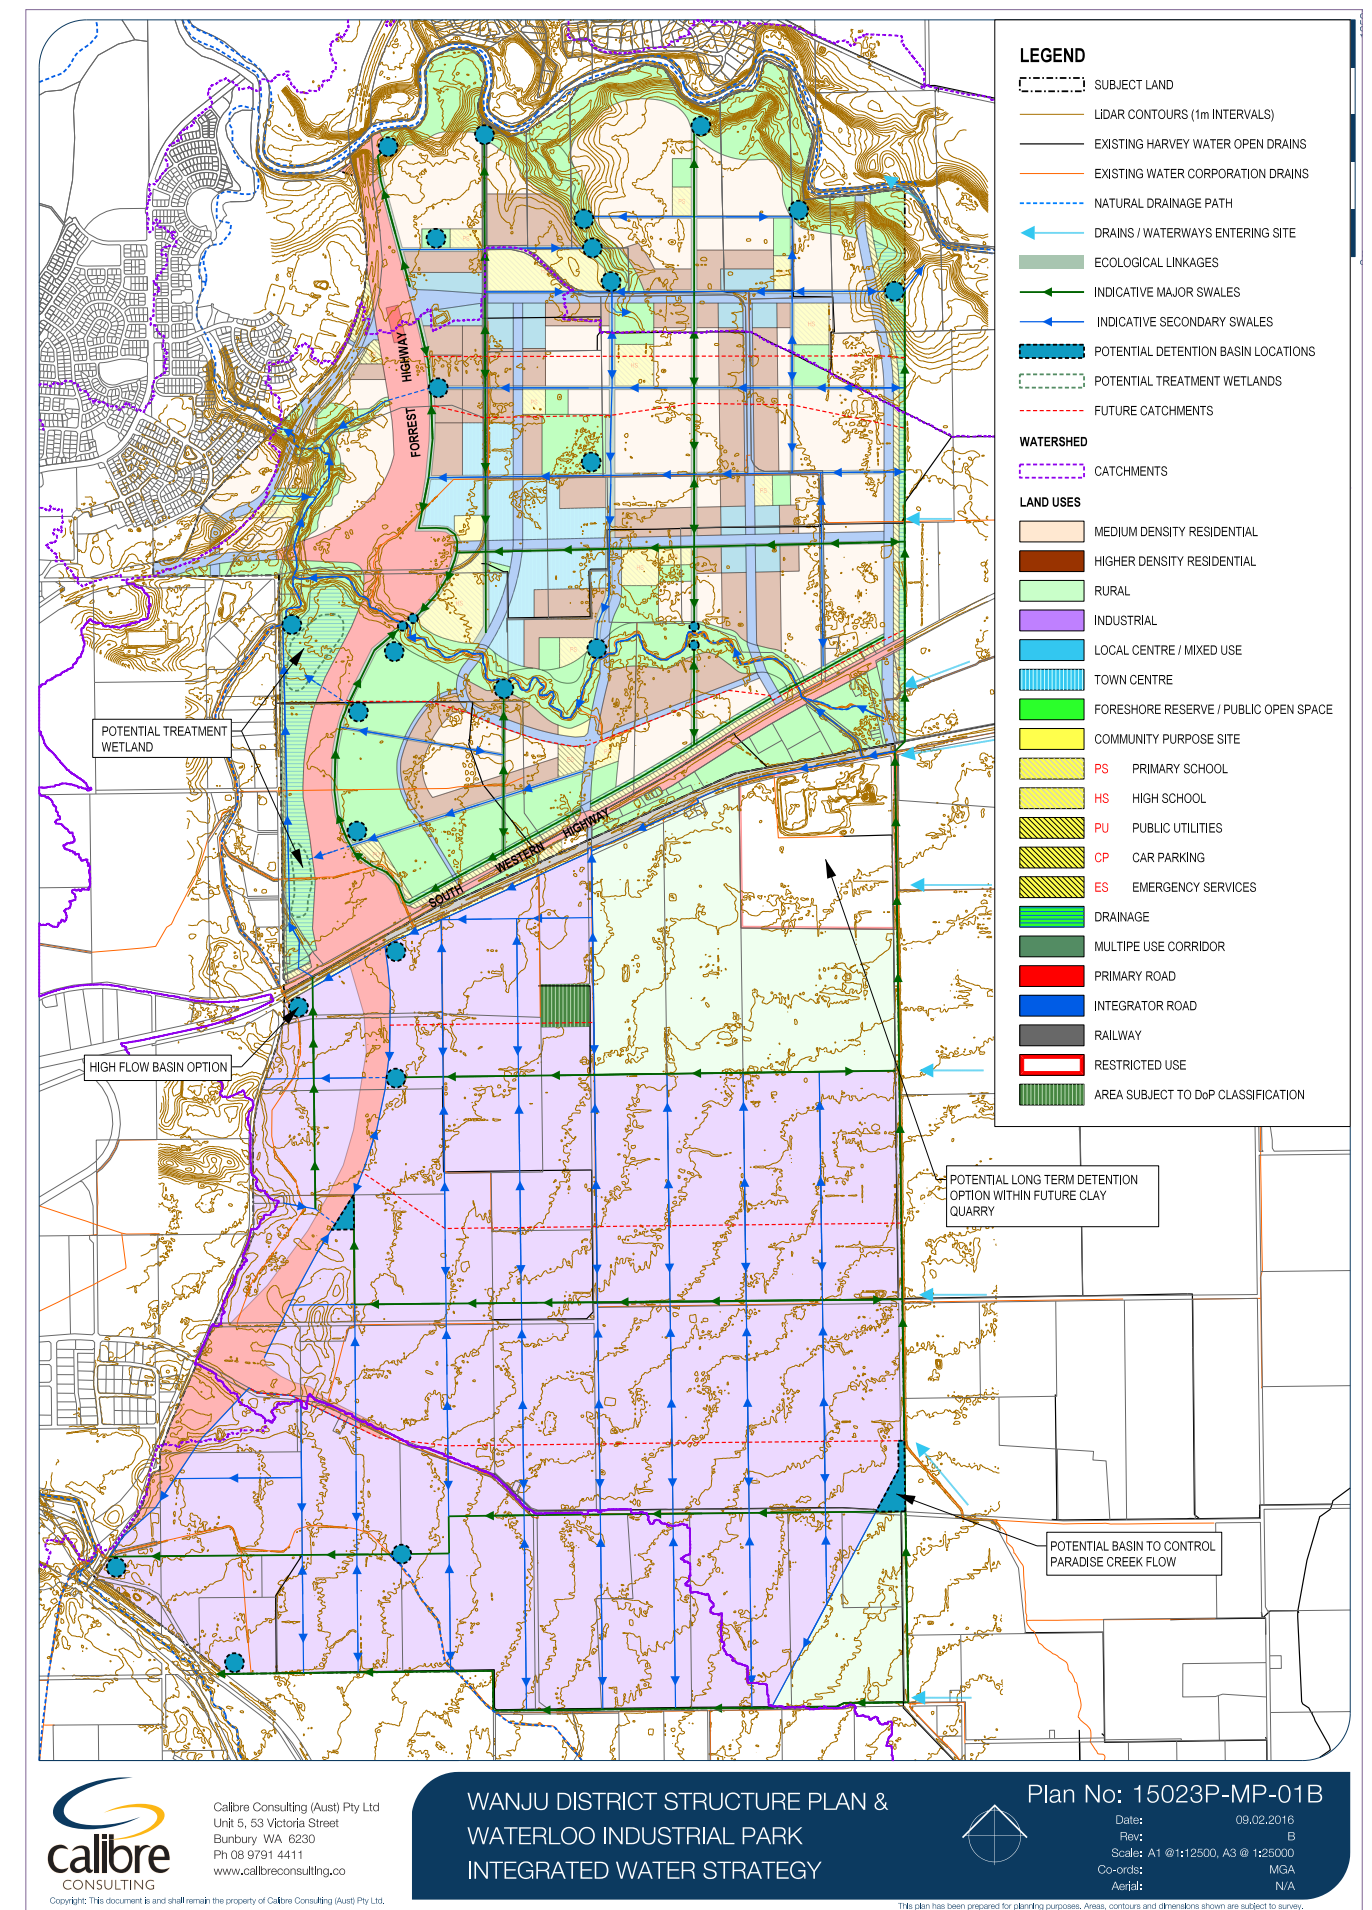 LEGEND
SUBJECT LAND
LiDAR CONTOURS (1m INTERVALS)
EXISTING HARVEY WATER OPEN DRAINS
EXISTING WATER CORPORATION DRAINS
NATURAL DRAINAGE PATH
DRAINS / WATERWAYS ENTERING SITE
ECOLOGICAL LINKAGES
INDICATIVE MAJOR SWALES
INDICATIVE SECONDARY SWALES
POTENTIAL DETENTION BASIN LOCATIONS
POTENTIAL TREATMENT WETLANDS
FUTURE CATCHMENTS
WATERSHED
CATCHMENTS
LAND USES
MEDIUM DENSITY RESIDENTIAL
HIGHER DENSITY RESIDENTIAL
RURAL
INDUSTRIAL
LOCAL CENTRE / MIXED USE
TOWN CENTRE
FORESHORE RESERVE / PUBLIC OPEN SPACE
COMMUNITY PURPOSE SITE
PS PRIMARY SCHOOL
HS HIGH SCHOOL
PU PUBLIC UTILITIES
CP CAR PARKING
ES EMERGENCY SERVICES
DRAINAGE
MULTIPE USE CORRIDOR
PRIMARY ROAD
INTEGRATOR ROAD
RAILWAY
RESTRICTED USE
AREA SUBJECT TO DoP CLASSIFICATION
FORREST HIGHWAY
POTENTIAL TREATMENT
WETLAND
SOUTH WESTERN HIGHWAY
HIGH FLOW BASIN OPTION
POTENTIAL LONG TERM DETENTION
OPTION WITHIN FUTURE CLAY
QUARRY
POTENTIAL BASIN TO CONTROL
PARADISE CREEK FLOW
calibre
CONSULTING
Calibre Consulting (Aust) Pty Ltd
Unit 5, 53 Victoria Street
Bunbury WA 6230
Ph 08 9791 4411
www.calibreconsulting.co
Copyright: This document is and shall remain the property of Calibre Consulting (Aust) Pty Ltd.
WANJU DISTRICT STRUCTURE PLAN &
WATERLOO INDUSTRIAL PARK
INTEGRATED WATER STRATEGY
Plan No: 15023P-MP-01B
Date: 09.02.2016
Rev: B
Scale: A1 @1:12500, A3 @ 1:25000
Co-ords: MGA
Aerial: N/A
This plan has been prepared for planning purposes. Areas, contours and dimensions shown are subject to survey.